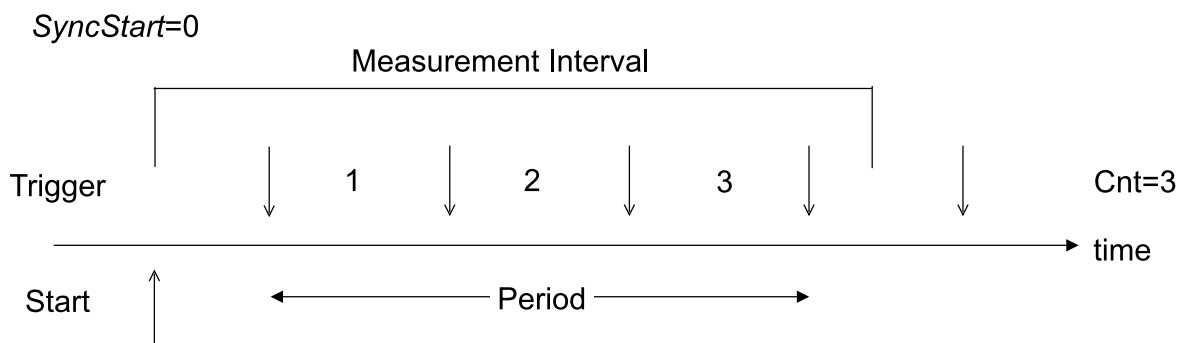 SyncStart=0
Measurement Interval
Trigger 1 2 3 Cnt=3
time
Start Period